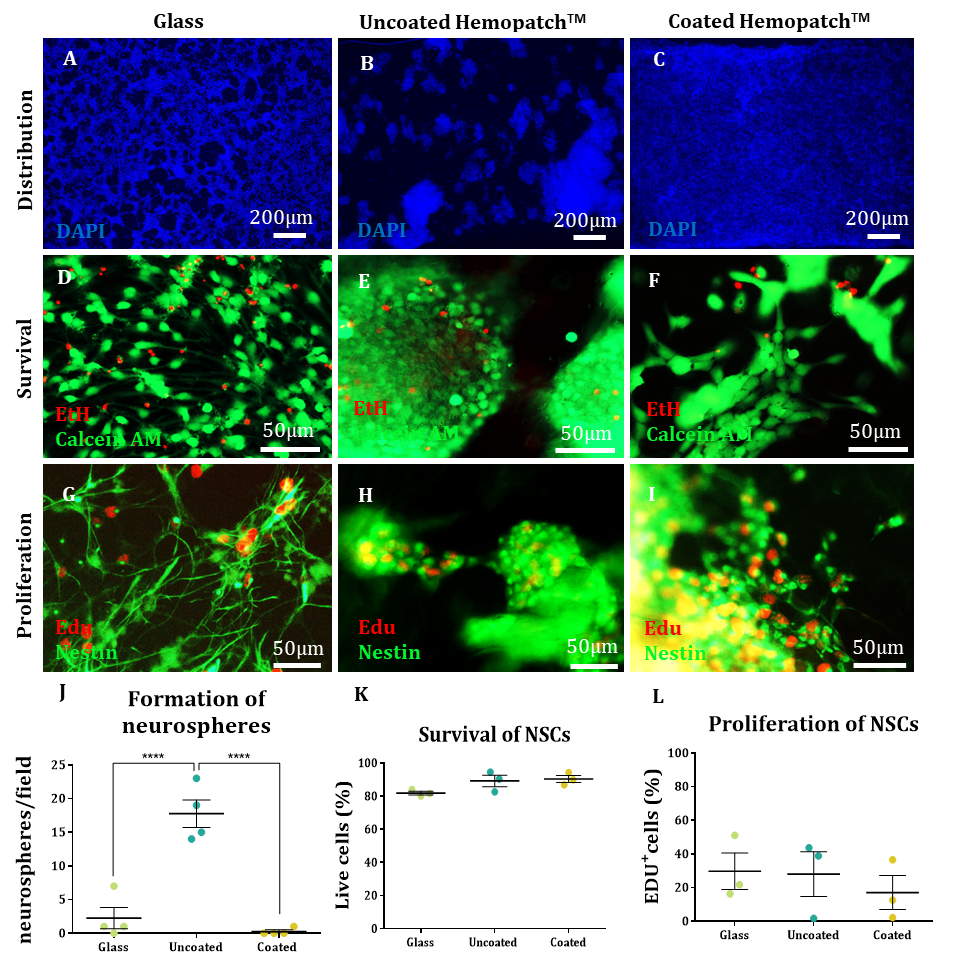 Glass
Uncoated Hemopatch™
Coated Hemopatch™
Distribution
A
DAPI
200µm
B
DAPI
200µm
C
DAPI
200µm
Survival
D
EtH
Calcein AM
50µm
E
EtH
Calcein AM
50µm
F
EtH
Calcein AM
50µm
Proliferation
G
Edu
Nestin
50µm
H
Edu
Nestin
50µm
I
Edu
Nestin
50µm
J
Formation of
neurospheres
neurospheres/field
25
20
15
10
5
0
****
****
Glass
Uncoated
Coated
K
Survival of NSCs
Live cells (%)
100
80
60
40
20
0
Glass
Uncoated
Coated
L
Proliferation of NSCs
EDU+cells (%)
100
80
60
40
20
0
Glass
Uncoated
Coated